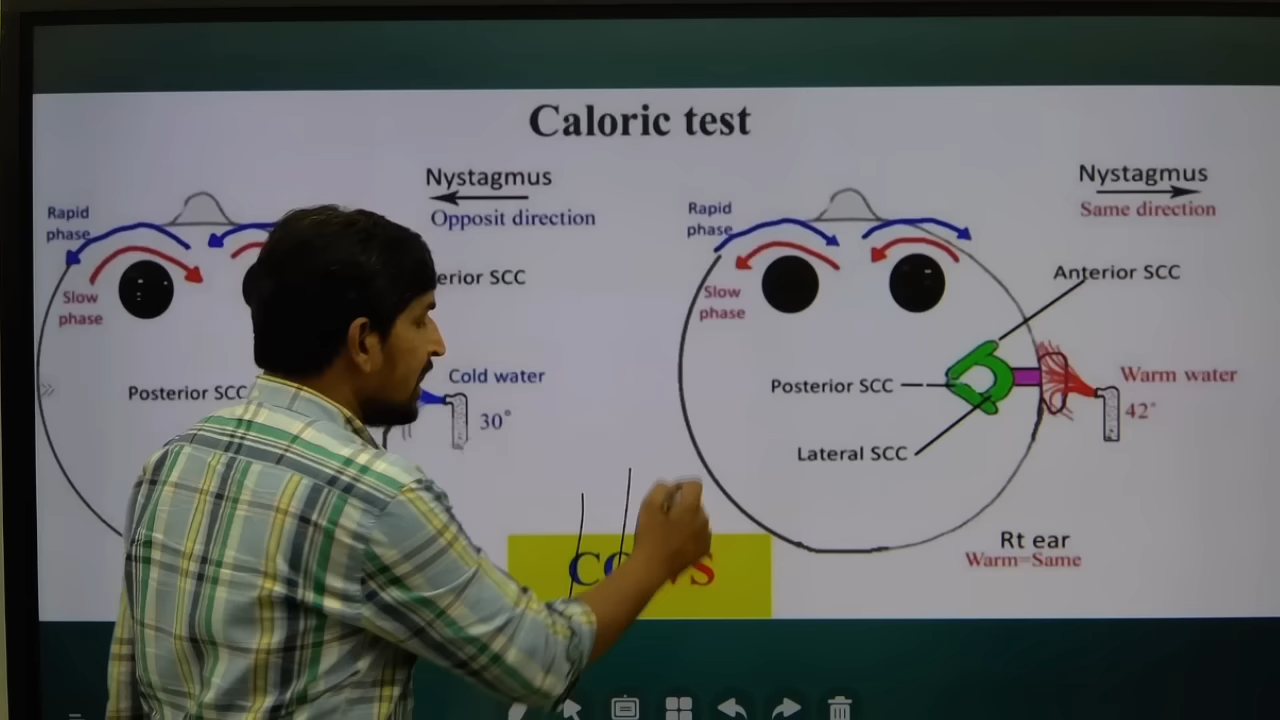 Caloric test
Nystagmus
Opposit direction
Rapid
phase
Slow
phase
erior SCC
Posterior SCC
Cold water
30°
Nystagmus
Same direction
Rapid
phase
Slow
phase
Anterior SCC
Posterior SCC
Lateral SCC
Warm water
42°
Rt ear
Warm=Same